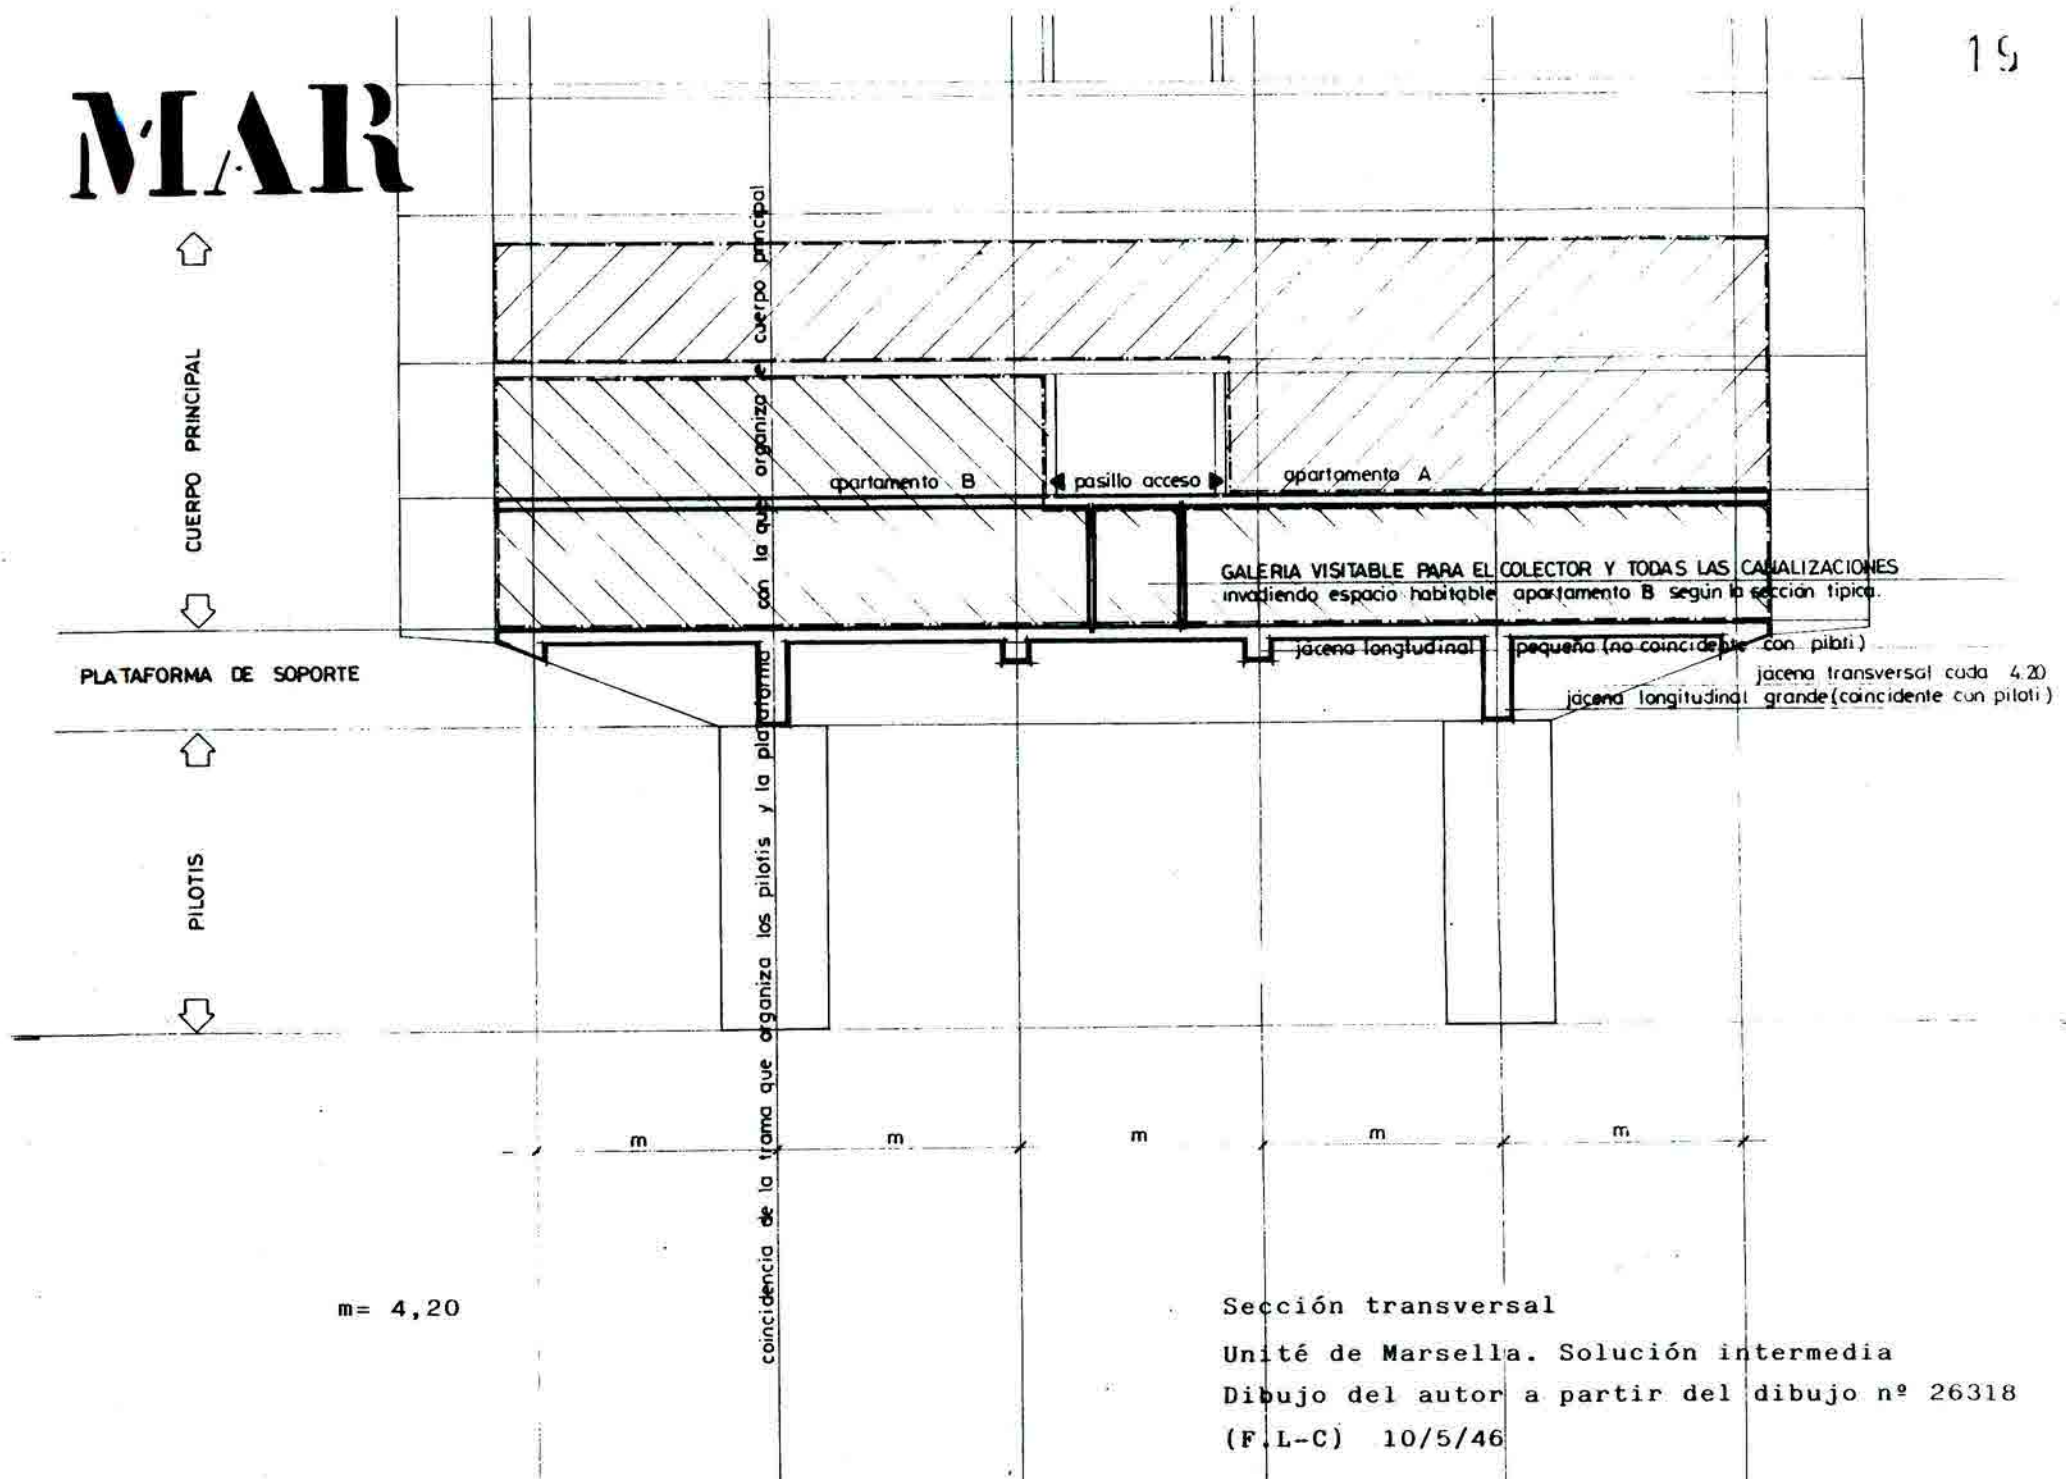 19
MAR
CUERPO PRINCIPAL
PLATAFORMA DE SOPORTE
PILOTIS
coincidencia de la trama que organiza los pilotis y la plataforma con la que organiza el cuerpo principal
apartamento B
pasillo acceso
apartamento A
GALERIA VISITABLE PARA EL COLECTOR Y TODAS LAS CANALIZACIONES
invadiendo espacio habitable apartamento B según la sección tipica.
jácena longtudinal pequeña (no coincidente con piloti)
jácena transversal cada 4.20
jácena longitudinal grande (coincidente con piloti)
m
m
m
m
m
m= 4,20
Sección transversal
Unité de Marsella. Solución intermedia
Dibujo del autor a partir del dibujo nº 26318
(F.L-C) 10/5/46